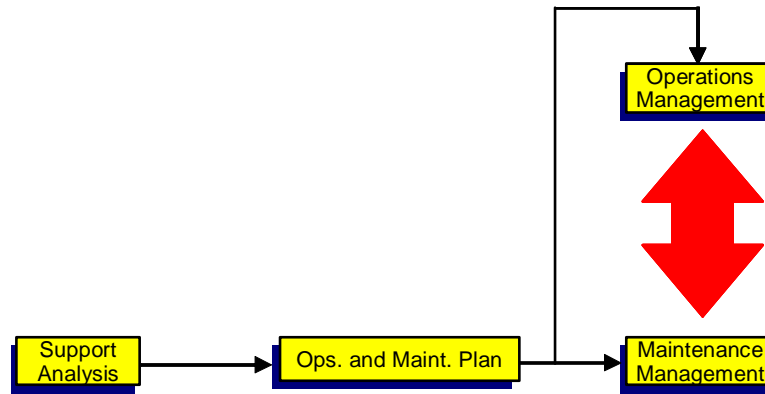 Operations
Management
Support
Analysis
Ops. and Maint. Plan
Maintenance
Management